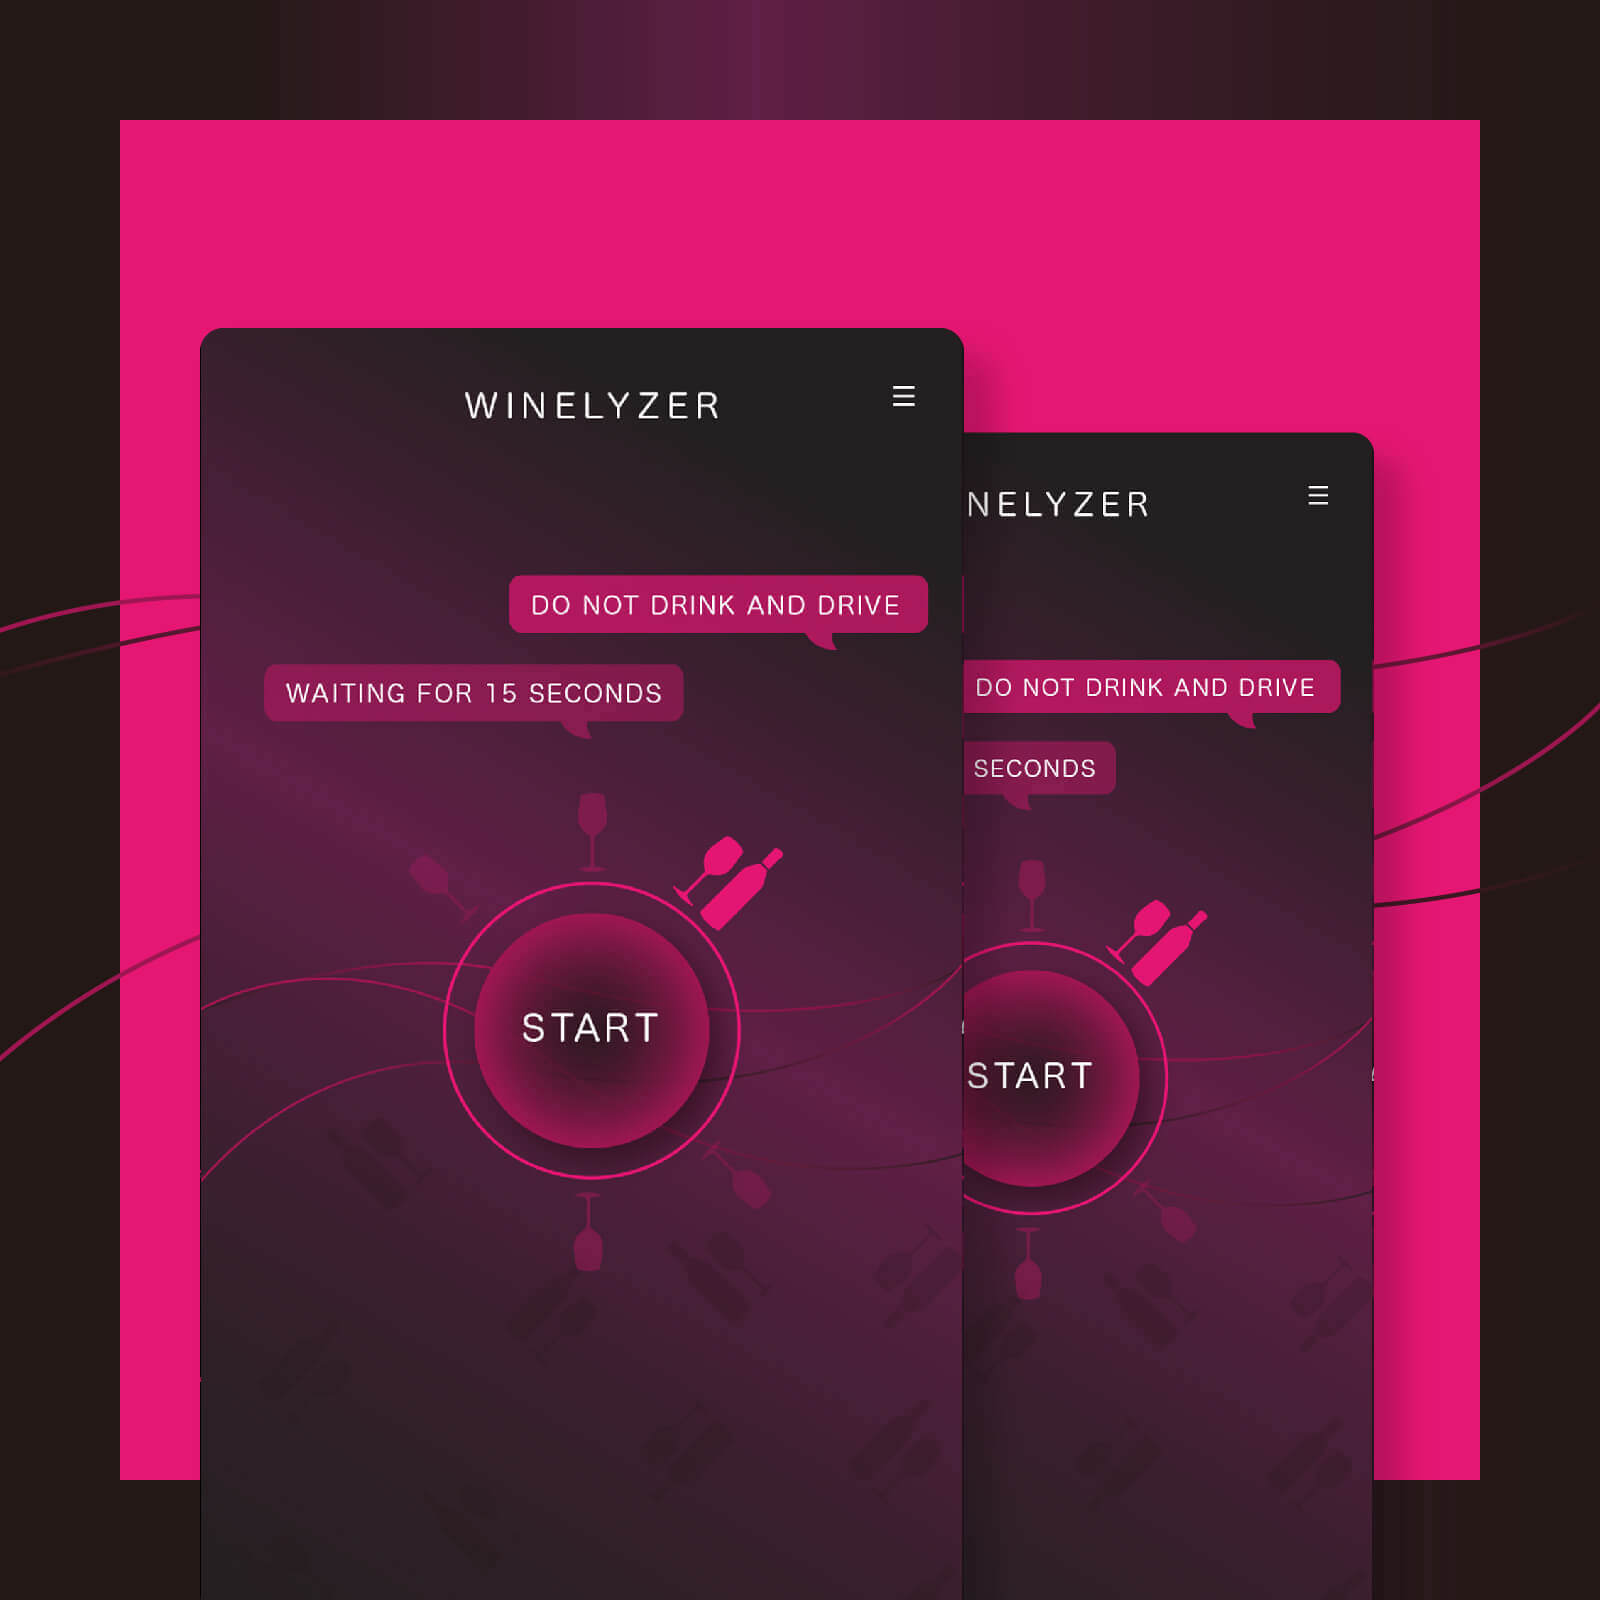 WINELYZER
DO NOT DRINK AND DRIVE
WAITING FOR 15 SECONDS
START
NELYZER
DO NOT DRINK AND DRIVE
SECONDS
START